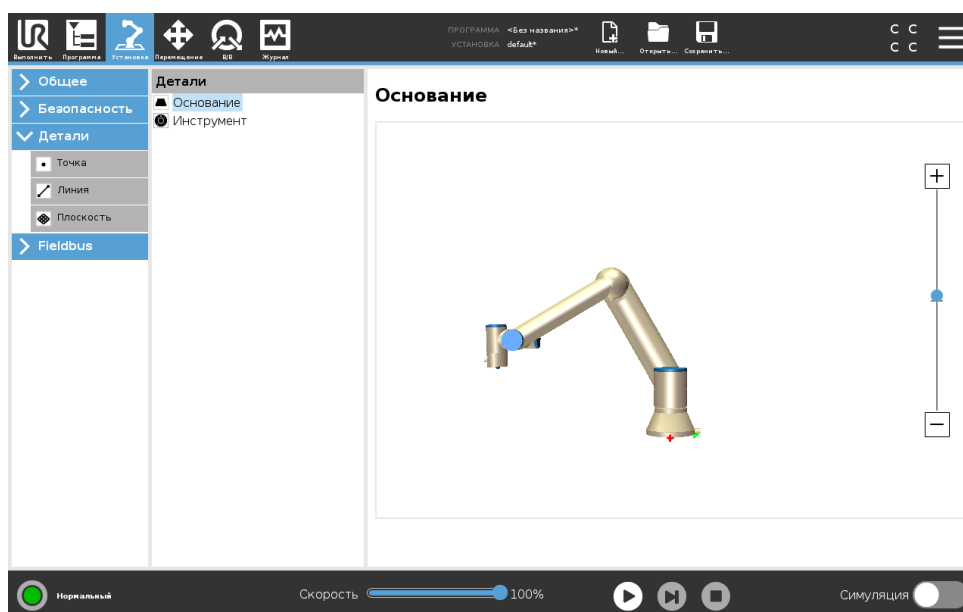 ПРОГРАММА <Без названия>*
УСТАНОВКА default*
Выполнить Программа Установка Перемещение В/В Журнал
Новый... Открыть... Сохранить...
C C
C C
Общее
Безопасность
Детали
Точка
Линия
Плоскость
Fieldbus
Детали
Основание
Инструмент
Основание
Нормальный
Скорость
100%
Симуляция